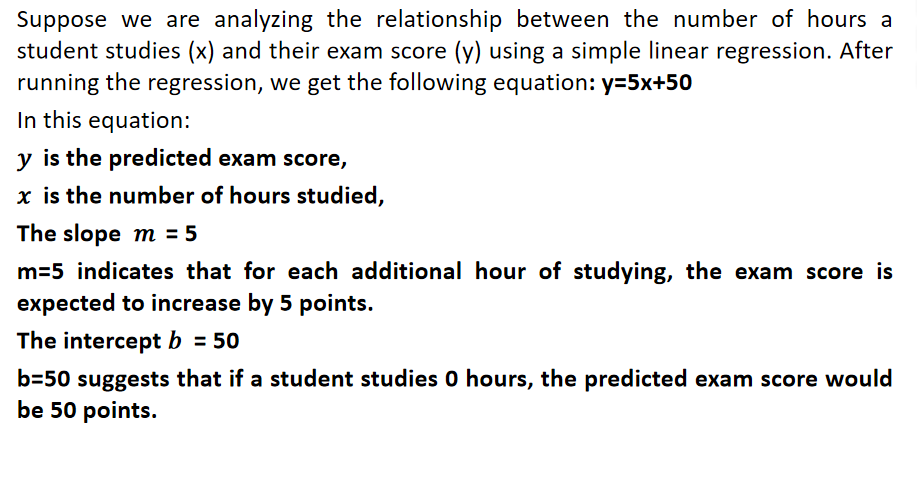 Suppose we are analyzing the relationship between the number of hours a
student studies (x) and their exam score (y) using a simple linear regression. After
running the regression, we get the following equation: y=5x+50
In this equation:
y is the predicted exam score,
x is the number of hours studied,
The slope m = 5
m=5 indicates that for each additional hour of studying, the exam score is
expected to increase by 5 points.
The intercept b = 50
b=50 suggests that if a student studies 0 hours, the predicted exam score would
be 50 points.